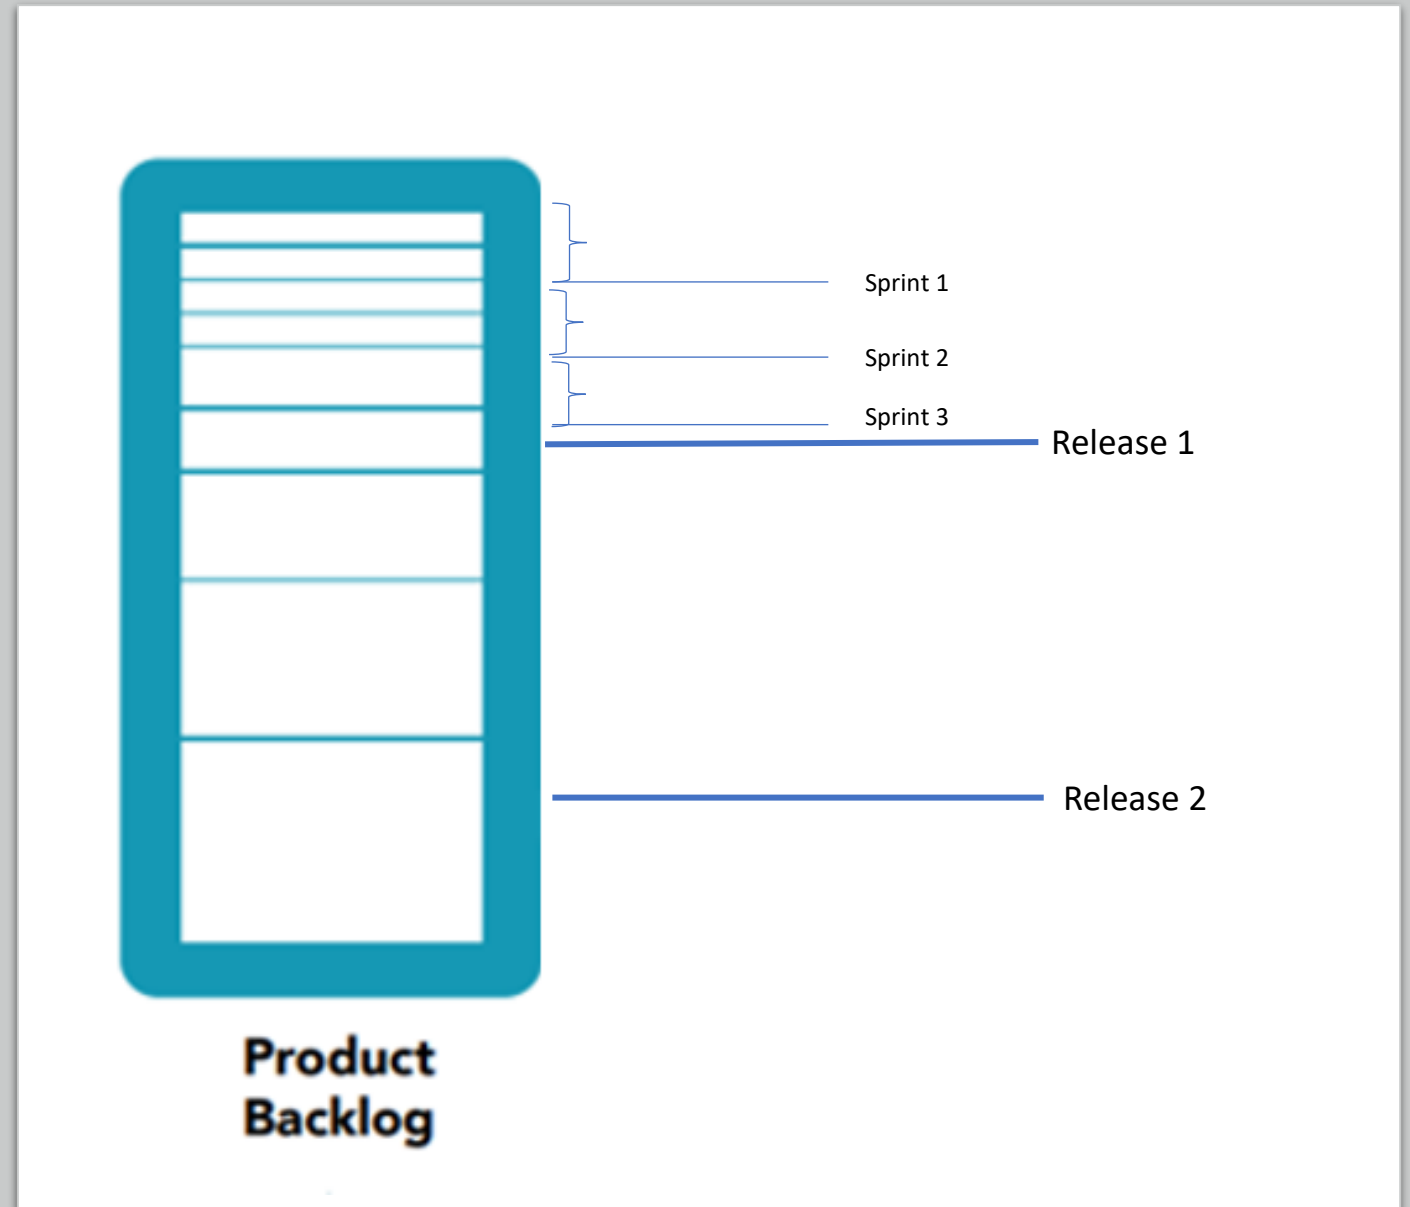 Sprint 1
Sprint 2
Sprint 3
Release 1
Release 2
Product
Backlog